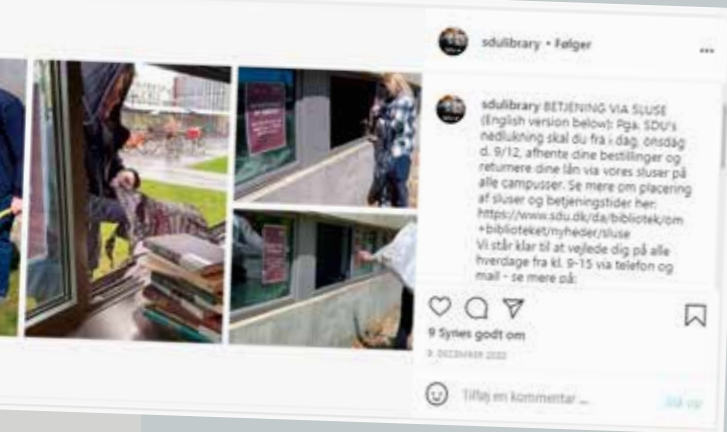 sdulibrary • Følger
sdulibrary BETJENING VIA SLUSE
(English version below): Pga. SDU's
nedlukning skal du fra i dag, onsdag
d. 9/12, afhente dine bestillinger og
returnere dine lån via vores sluser på
alle campusser. Se mere om placering
af sluser og betjeningstider her:
https://www.sdu.dk/da/bibliotek/om
+biblioteket/nyheder/sluse
Vi står klar til at vejlede dig på alle
hverdage fra kl. 9-15 via telefon og
mail - se mere på:
9 Synes godt om
9. DECEMBER 2020
Tilføj en kommentar ...
Slå op